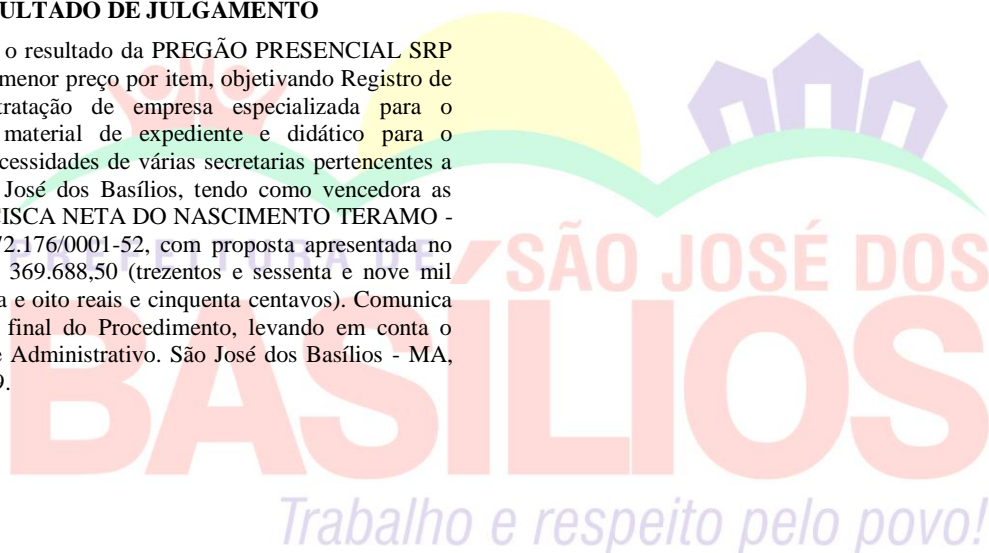 ULTADO DE JULGAMENTO
o resultado da PREGÃO PRESENCIAL SRP
menor preço por item, objetivando Registro de
tratação de empresa especializada para o
material de expediente e didático para o
cessidades de várias secretarias pertencentes a
José dos Basílios, tendo como vencedora as
CISCA NETA DO NASCIMENTO TERAMO -
72.176/0001-52, com proposta apresentada no
369.688,50 (trezentos e sessenta e nove mil
a e oito reais e cinquenta centavos). Comunica
final do Procedimento, levando em conta o
e Administrativo. São José dos Basílios - MA,
9.
PREFEITURA DE
SÃO JOSÉ DOS
BASÍLIOS
Trabalho e respeito pelo povo!